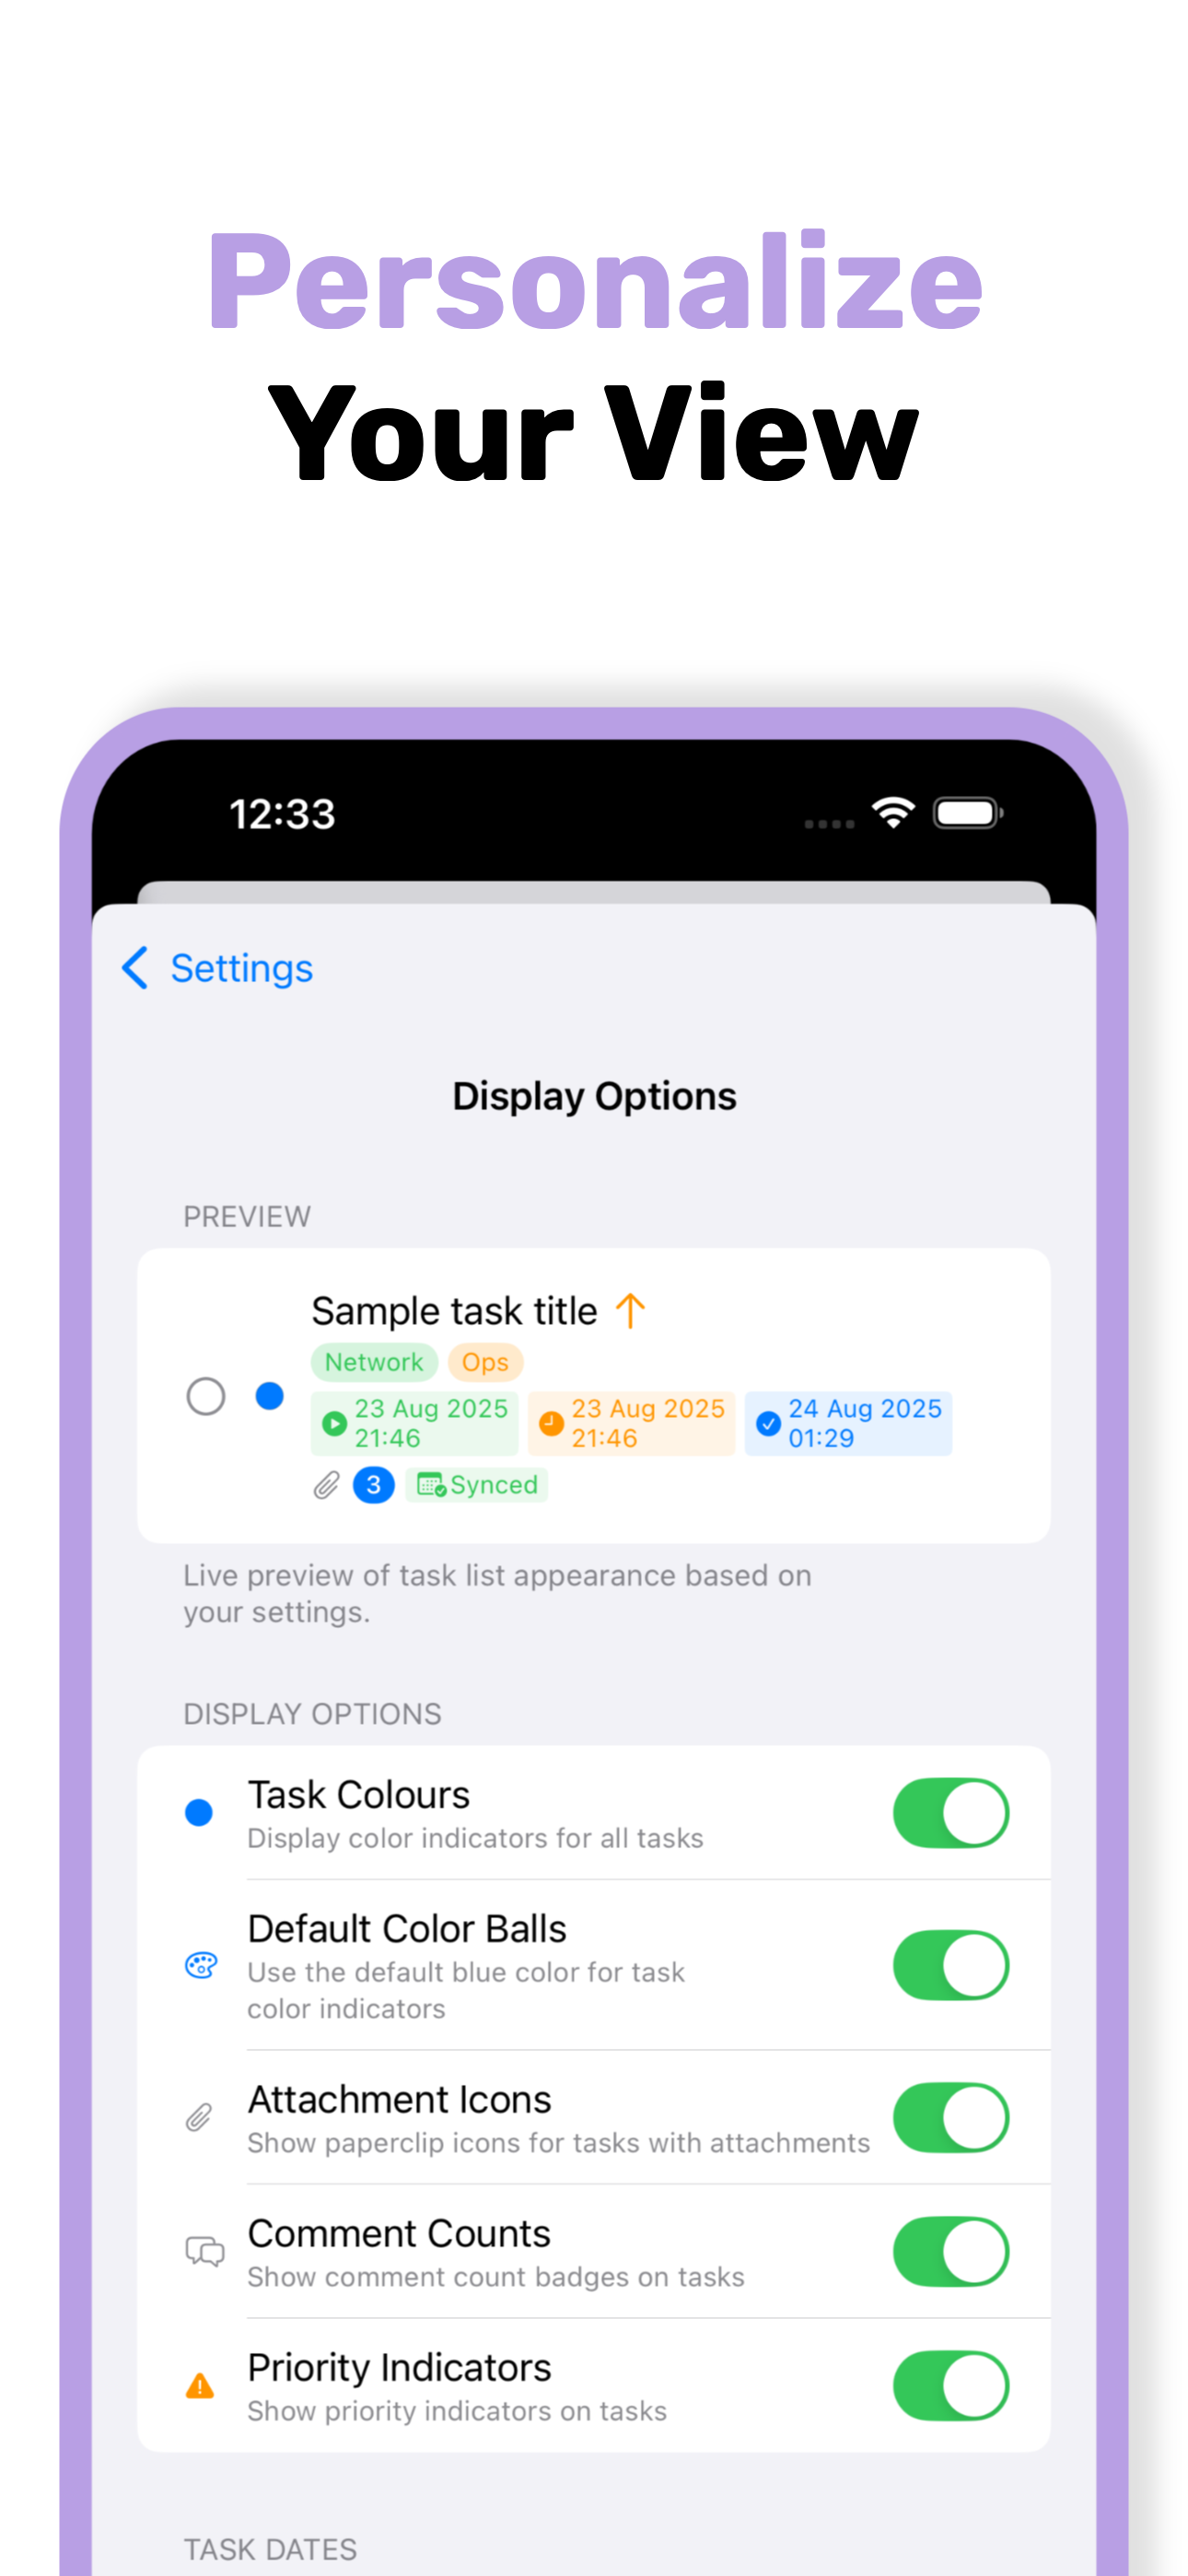 Personalize
Your View
12:33
Settings
Display Options
PREVIEW
Sample task title
Network Ops
23 Aug 2025 23 Aug 2025 24 Aug 2025
21:46 21:46 01:29
3 Synced
Live preview of task list appearance based on
your settings.
DISPLAY OPTIONS
Task Colours
Display color indicators for all tasks
Default Color Balls
Use the default blue color for task
color indicators
Attachment Icons
Show paperclip icons for tasks with attachments
Comment Counts
Show comment count badges on tasks
Priority Indicators
Show priority indicators on tasks
TASK DATES